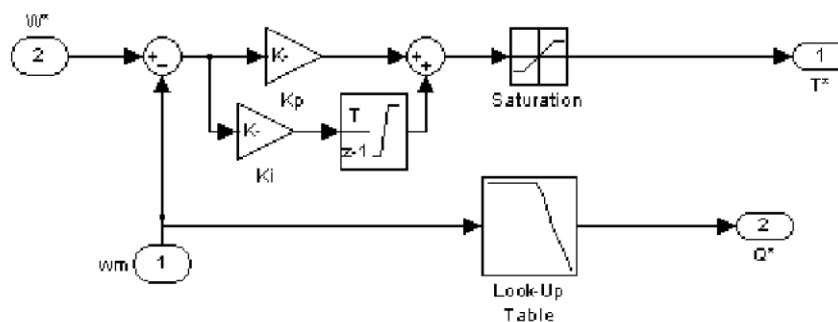 W*
2
K-
1
T*
Kp
Saturation
K-
T
z-1
Ki
wm
1
2
Q*
Look-Up
Table